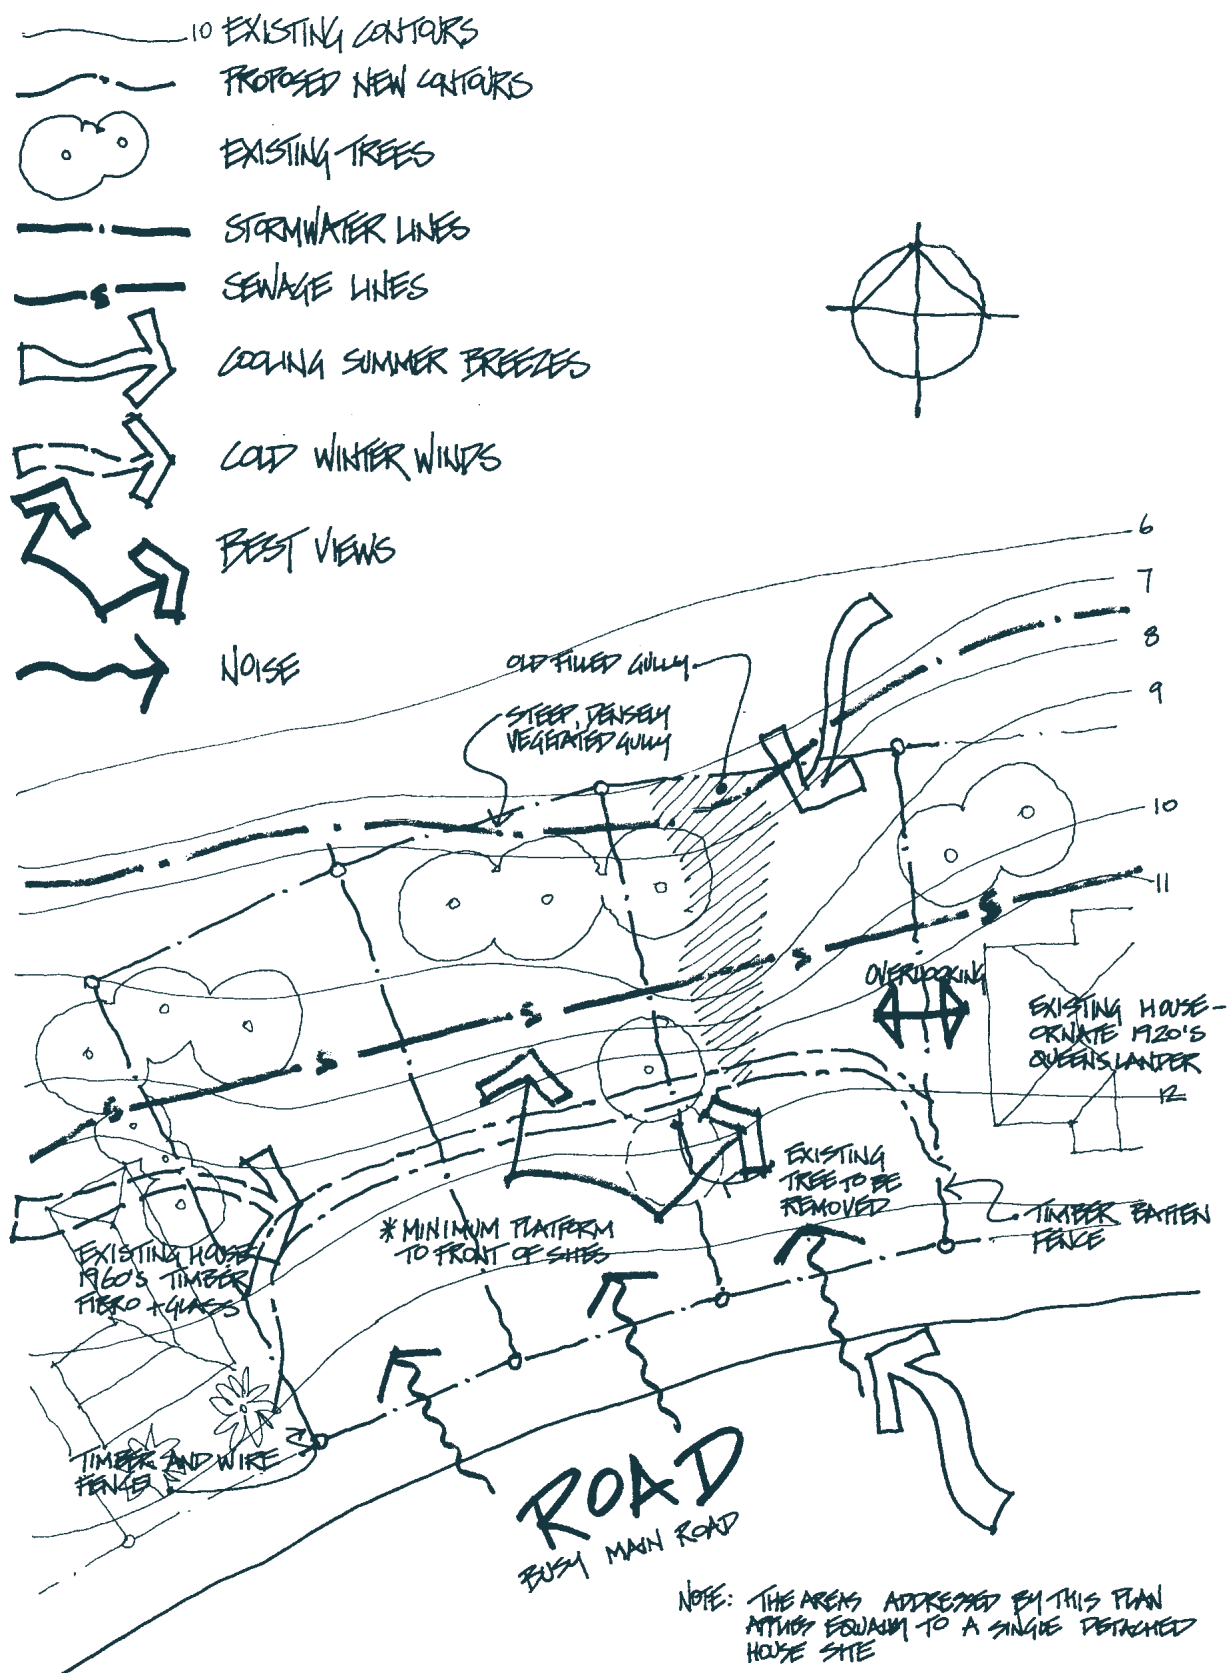 10 EXISTING CONTOURS
PROPOSED NEW CONTOURS
EXISTING TREES
STORMWATER LINES
S
SEWAGE LINES
COOLING SUMMER BREEZES
COLD WINTER WINDS
BEST VIEWS
NOISE
6
7
8
9
10
11
12
OLD FILLED GULLY
STEEP, DENSELY
VEGETATED GULLY
S
S
S
S
S
OVERLOOKING
EXISTING HOUSE -
ORNATE 1920'S
QUEENSLANDER
EXISTING
TREE TO BE
REMOVED
TIMBER BATTEN
FENCE
* MINIMUM PLATFORM
TO FRONT OF SITES
EXISTING HOUSE
1960'S TIMBER
FIBRO + GLASS
TIMBER AND WIRE
FENCE
ROAD
BUSY MAIN ROAD
NOTE: THE AREAS ADDRESSED BY THIS PLAN
APPLIES EQUALLY TO A SINGLE DETACHED
HOUSE SITE